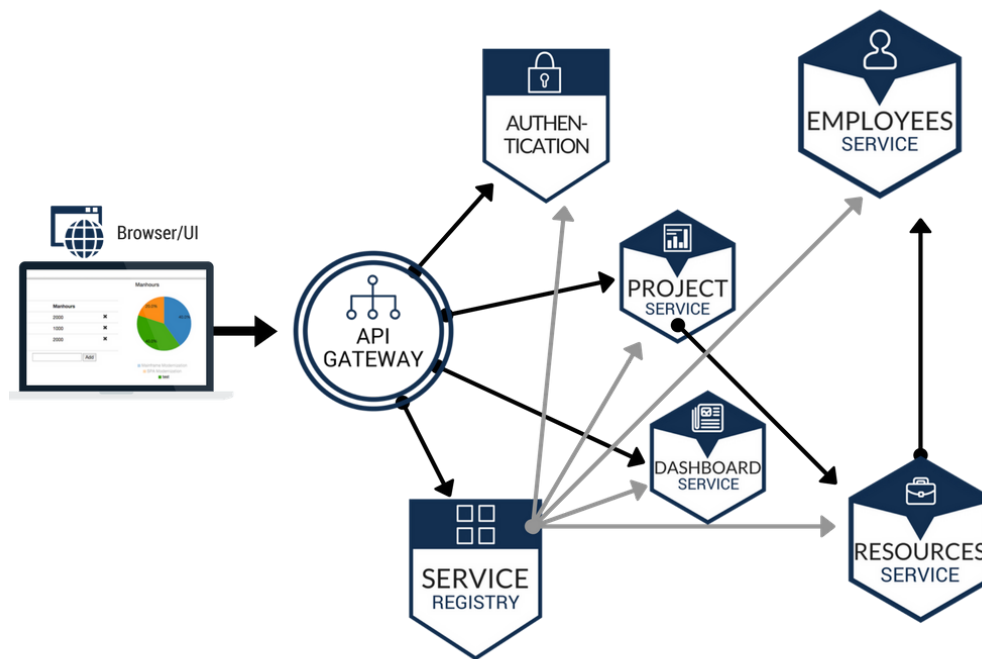 AUTHEN-
TICATION
EMPLOYEES
SERVICE
Browser/UI
Manhours
Manhours
2000
1000
2000
Add
API
GATEWAY
PROJECT
SERVICE
DASHBOARD
SERVICE
SERVICE
REGISTRY
RESOURCES
SERVICE